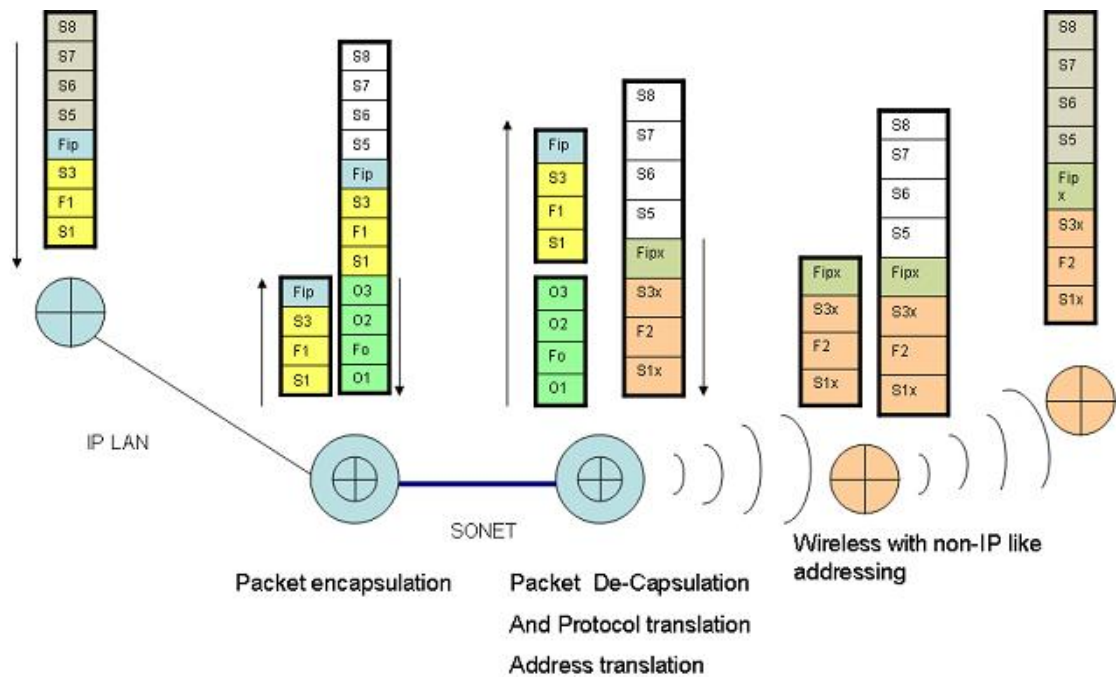 S8
S7
S6
S5
Fip
S3
F1
S1
Fip
S3
F1
S1
S8
S7
S6
S5
Fip
S3
F1
S1
O3
O2
Fo
O1
Fip
S3
F1
S1
O3
O2
Fo
O1
S8
S7
S6
S5
Fipx
S3x
F2
S1x
Fipx
S3x
F2
S1x
S8
S7
S6
S5
Fipx
S3x
F2
S1x
S8
S7
S6
S5
Fip
x
S3x
F2
S1x
IP LAN
SONET
Packet encapsulation
Packet De-Capsulation
And Protocol translation
Address translation
Wireless with non-IP like
addressing